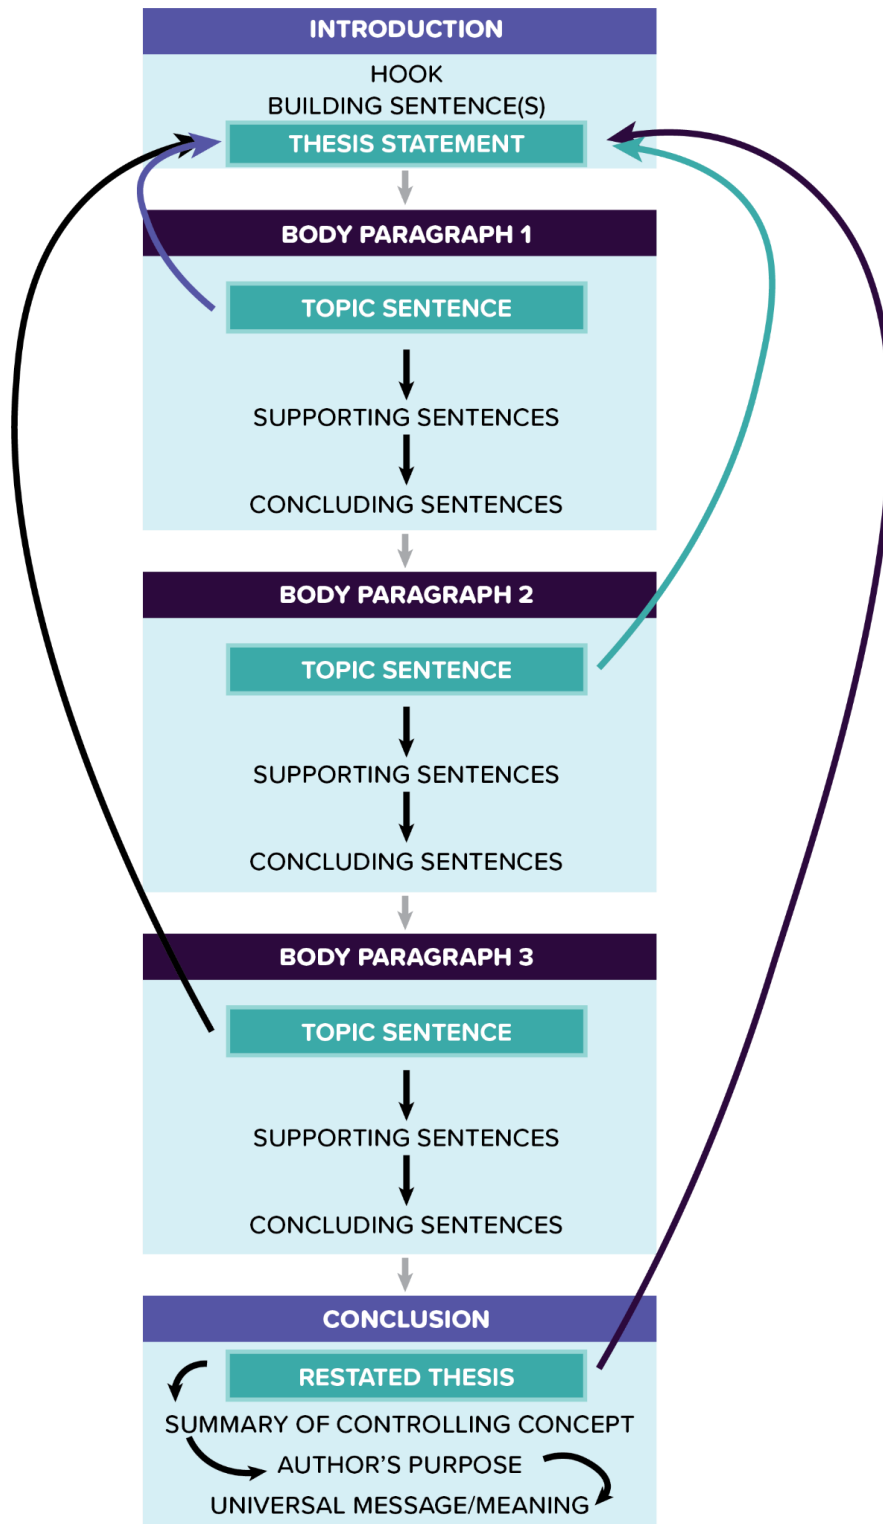 INTRODUCTION
HOOK
BUILDING SENTENCE(S)
THESIS STATEMENT
BODY PARAGRAPH 1
TOPIC SENTENCE
SUPPORTING SENTENCES
CONCLUDING SENTENCES
BODY PARAGRAPH 2
TOPIC SENTENCE
SUPPORTING SENTENCES
CONCLUDING SENTENCES
BODY PARAGRAPH 3
TOPIC SENTENCE
SUPPORTING SENTENCES
CONCLUDING SENTENCES
CONCLUSION
RESTATED THESIS
SUMMARY OF CONTROLLING CONCEPT
AUTHOR’S PURPOSE
UNIVERSAL MESSAGE/MEANING